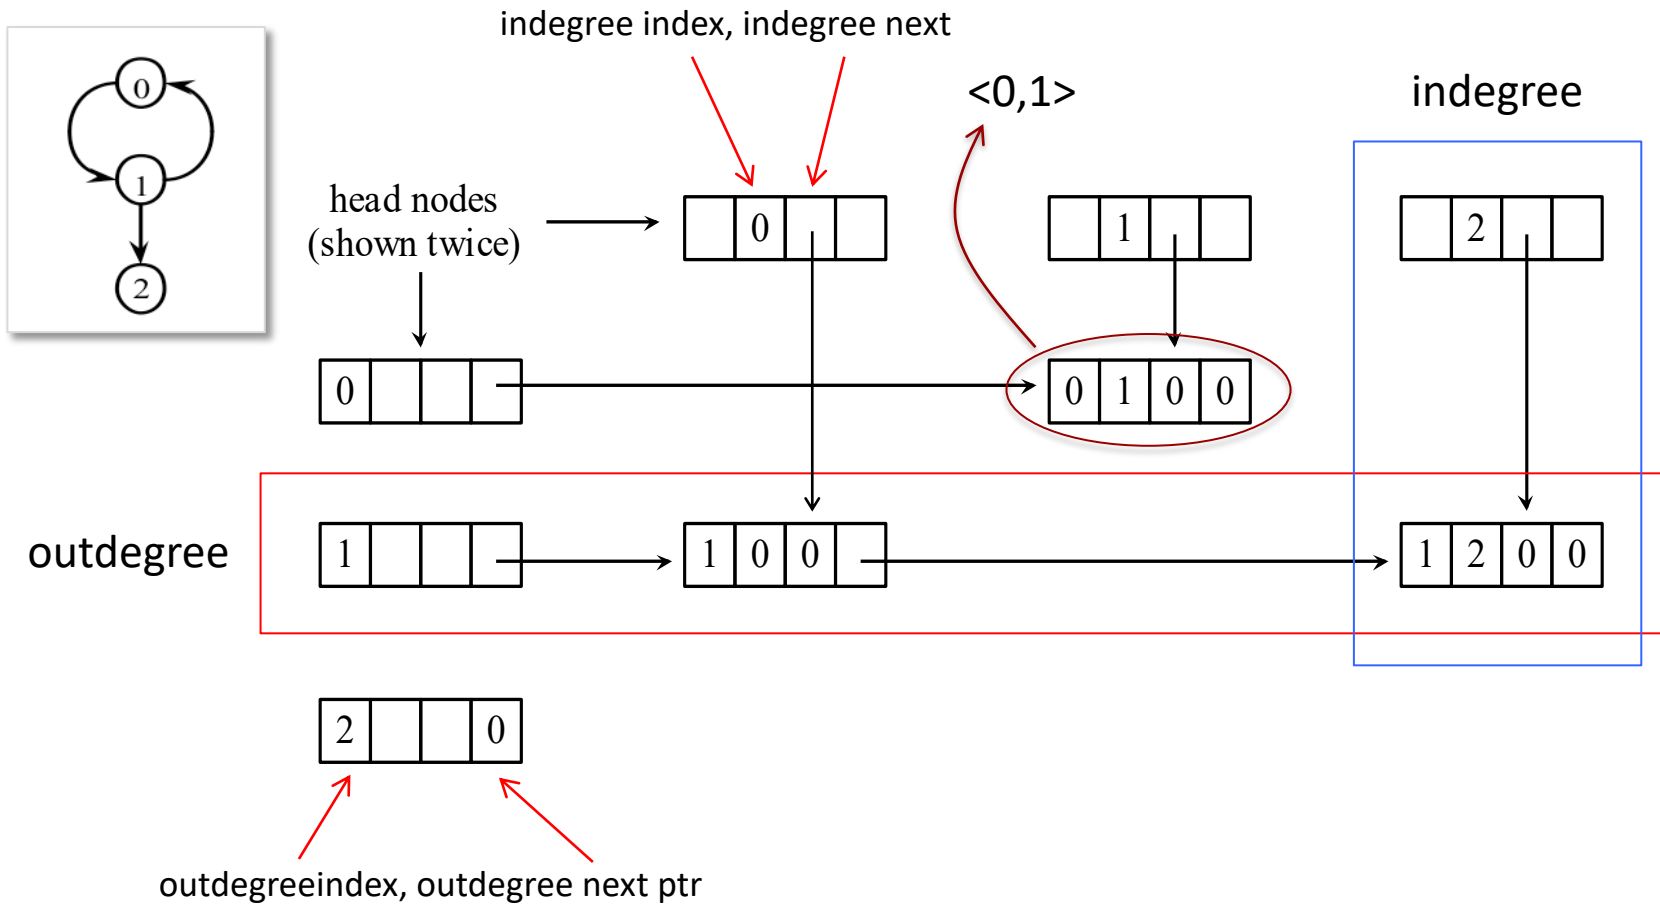 indegree index, indegree next
<0,1>
indegree
0
1
2
head nodes
(shown twice)
0
1
2
0
0 1 0 0
outdegree
1
1 0 0
1 2 0 0
2 0
outdegreeindex, outdegree next ptr